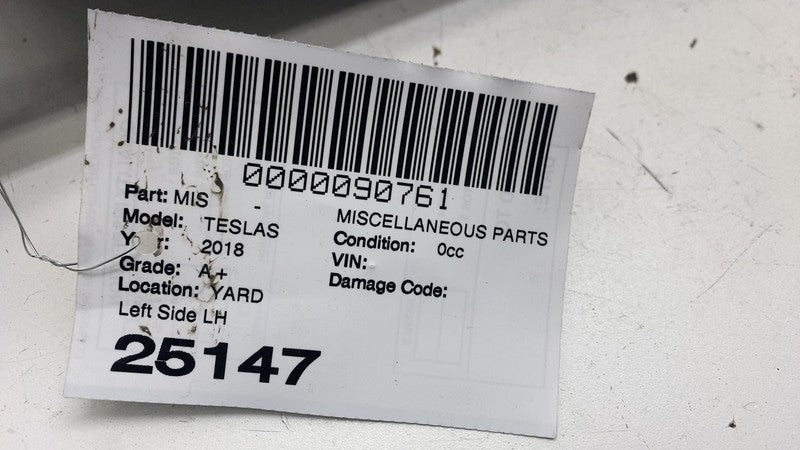 0000090761
Part: MIS - MISCELLANEOUS PARTS
Model: TESLAS Condition: 0cc
Year: 2018 VIN:
Grade: A+ Damage Code:
Location: YARD
Left Side LH
25147